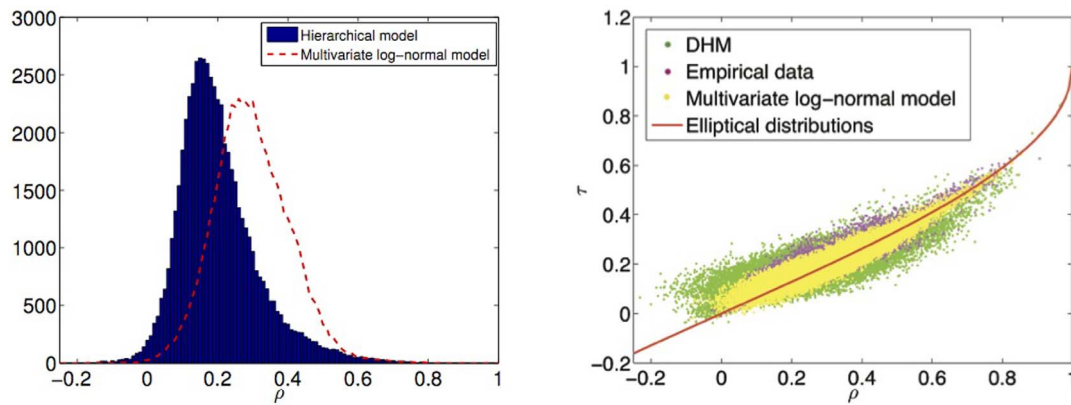 3000
2500
2000
1500
1000
500
0
−0.2 0 0.2 0.4 0.6 0.8 1
ρ
Hierarchical model
Multivariate log−normal model
1.2
1
0.8
0.6
0.4
0.2
0
−0.2
τ
−0.2 0 0.2 0.4 0.6 0.8 1
ρ
DHM
Empirical data
Multivariate log−normal model
Elliptical distributions